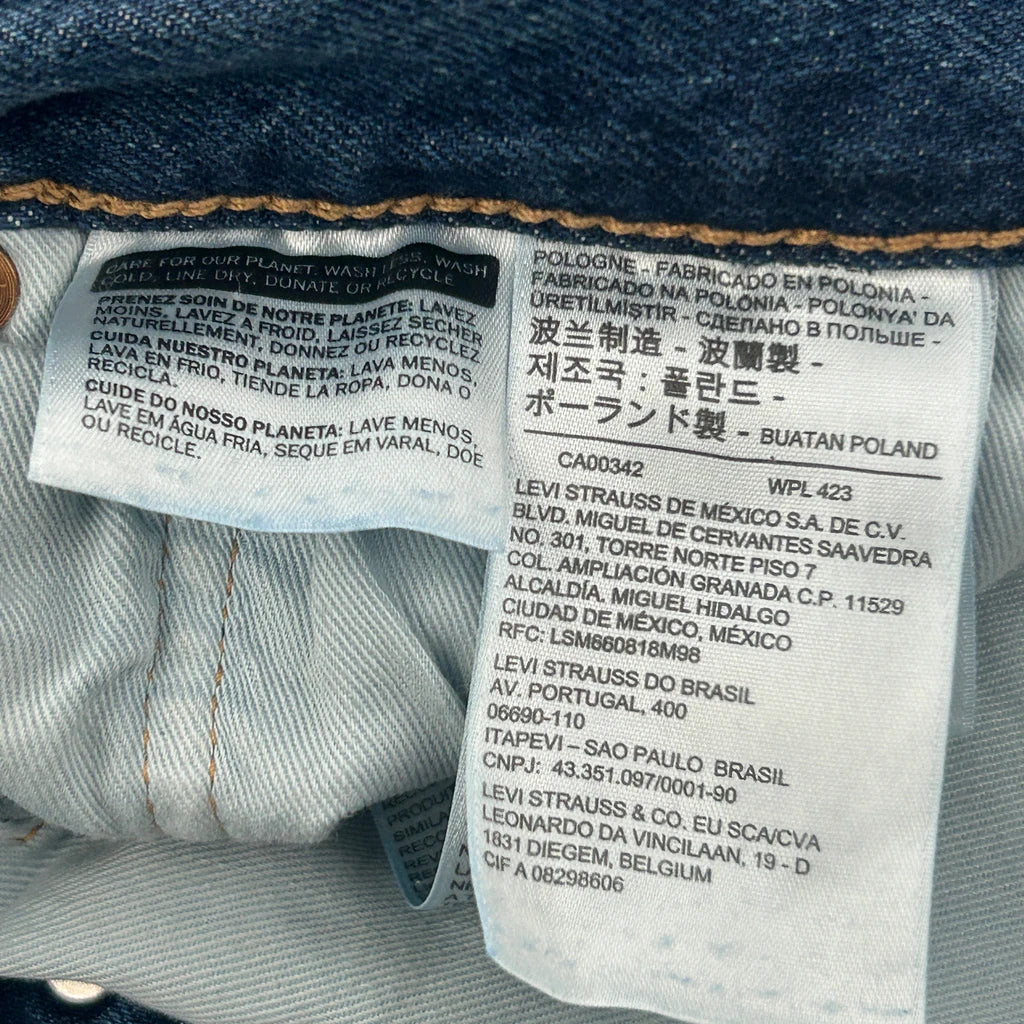 CARE FOR OUR PLANET. WASH LESS, WASH
COLD, LINE DRY, DONATE OR RECYCLE
PRENEZ SOIN DE NOTRE PLANETE: LAVEZ
MOINS, LAVEZ A FROID, LAISSEZ SECHER
NATURELLEMENT, DONNEZ OU RECYCLEZ
CUIDA NUESTRO PLANETA: LAVA MENOS,
LAVA EN FRIO, TIENDE LA ROPA, DONA O
RECICLA.
CUIDE DO NOSSO PLANETA: LAVE MENOS,
LAVE EM ÁGUA FRIA, SEQUE EM VARAL, DOE
OU RECICLE.
POLOGNE - FABRICADO EN POLONIA -
FABRICADO NA POLÓNIA - POLONYA' DA
ÜRETİLMİŞTİR - СДЕЛАНО В ПОЛЬШЕ -
波兰制造 - 波蘭製 -
제조국 : 폴란드 -
ポーランド製 - BUATAN POLAND
CA00342 WPL 423
LEVI STRAUSS DE MÉXICO S.A. DE C.V.
BLVD. MIGUEL DE CERVANTES SAAVEDRA
NO. 301, TORRE NORTE PISO 7
COL. AMPLIACIÓN GRANADA C.P. 11529
ALCALDÍA. MIGUEL HIDALGO
CIUDAD DE MÉXICO, MÉXICO
RFC: LSM660818M98
LEVI STRAUSS DO BRASIL
AV. PORTUGAL, 400
06690-110
ITAPEVI – SAO PAULO BRASIL
CNPJ: 43.351.097/0001-90
LEVI STRAUSS & CO. EU SCA/CVA
LEONARDO DA VINCILAAN, 19 - D
1831 DIEGEM, BELGIUM
CIF A 08298606